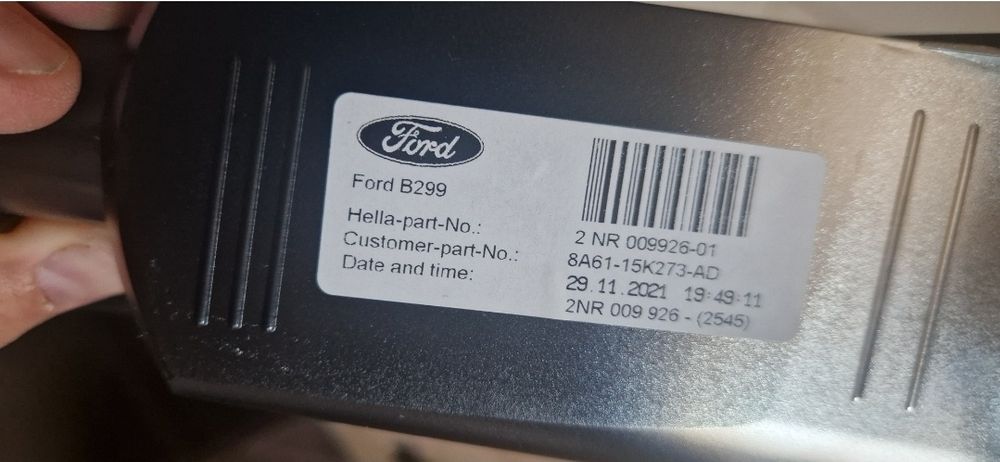 Ford
Ford B299
Hella-part-No.: 2 NR 009926-01
Customer-part-No.: 8A61-15K273-AD
Date and time: 29.11.2021 19:49:11
2NR 009 926 - (2545)